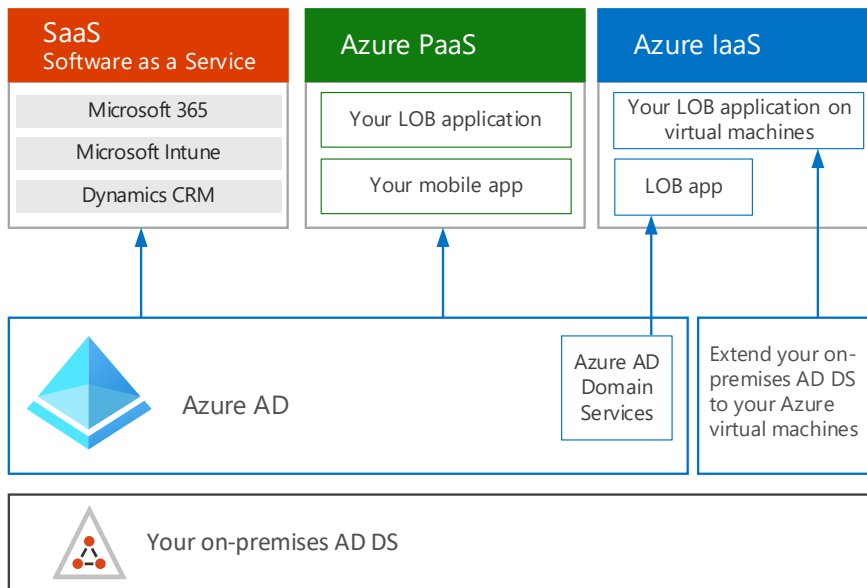 SaaS
Software as a Service
Microsoft 365
Microsoft Intune
Dynamics CRM
Azure PaaS
Your LOB application
Your mobile app
Azure IaaS
Your LOB application on
virtual machines
LOB app
Azure AD
Azure AD
Domain
Services
Extend your on-
premises AD DS
to your Azure
virtual machines
Your on-premises AD DS